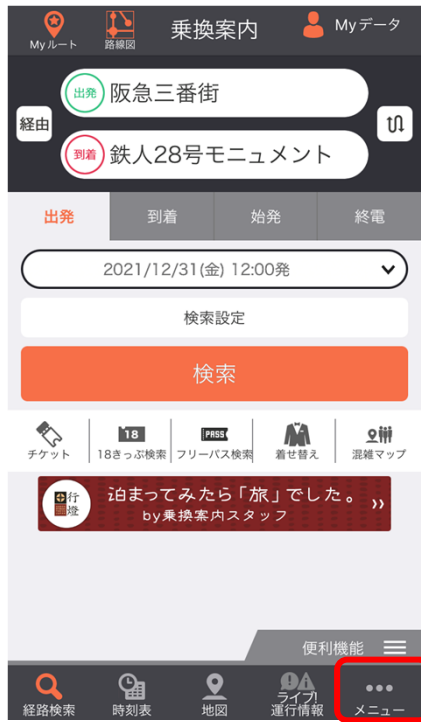 Myルート
路線図
乗換案内
Myデータ
経由
出発
阪急三番街
到着
鉄人28号モニュメント
出発
到着
始発
終電
2021/12/31(金) 12:00発
検索設定
検索
18
PASS
チケット
18きっぷ検索
フリーパス検索
着せ替え
混雑マップ
行燈
泊まってみたら「旅」でした。
by乗換案内スタッフ
便利機能
経路検索
時刻表
地図
ライブ!
運行情報
メニュー